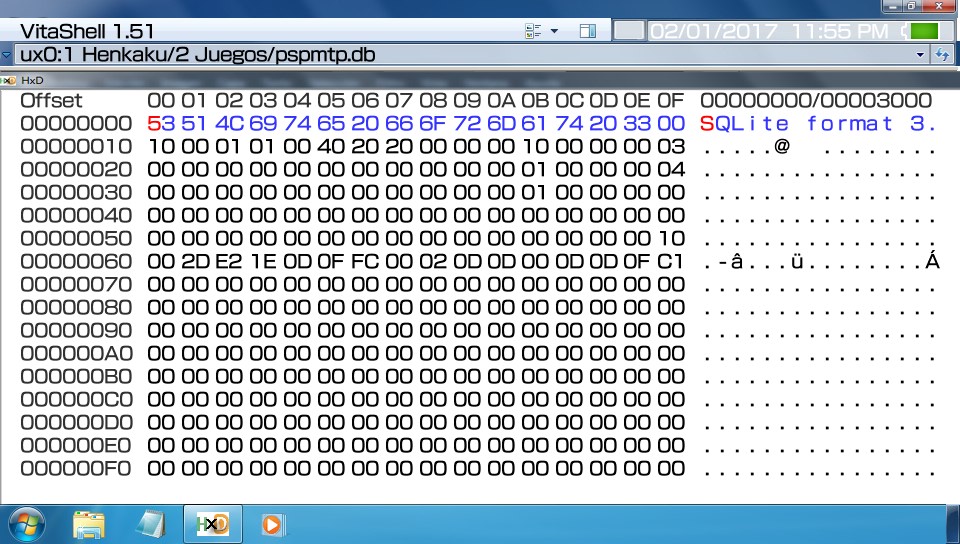 VitaShell 1.51
02/01/2017 11:55 PM
ux0:1 Henkaku/2 Juegos/pspmtp.db
HxD
Offset 00 01 02 03 04 05 06 07 08 09 0A 0B 0C 0D 0E 0F 00000000/00003000
00000000 53 51 4C 69 74 65 20 66 6F 72 6D 61 74 20 33 00 SQLite format 3.
00000010 10 00 01 01 00 40 20 20 00 00 00 10 00 00 00 03 .....@  ........
00000020 00 00 00 00 00 00 00 00 00 00 00 01 00 00 00 04 ................
00000030 00 00 00 00 00 00 00 00 00 00 00 01 00 00 00 00 ................
00000040 00 00 00 00 00 00 00 00 00 00 00 00 00 00 00 00 ................
00000050 00 00 00 00 00 00 00 00 00 00 00 00 00 00 00 10 ................
00000060 00 2D E2 1E 0D 0F FC 00 02 0D 0D 00 0D 0D 0F C1 .-â...ü........Á
00000070 00 00 00 00 00 00 00 00 00 00 00 00 00 00 00 00 ................
00000080 00 00 00 00 00 00 00 00 00 00 00 00 00 00 00 00 ................
00000090 00 00 00 00 00 00 00 00 00 00 00 00 00 00 00 00 ................
000000A0 00 00 00 00 00 00 00 00 00 00 00 00 00 00 00 00 ................
000000B0 00 00 00 00 00 00 00 00 00 00 00 00 00 00 00 00 ................
000000C0 00 00 00 00 00 00 00 00 00 00 00 00 00 00 00 00 ................
000000D0 00 00 00 00 00 00 00 00 00 00 00 00 00 00 00 00 ................
000000E0 00 00 00 00 00 00 00 00 00 00 00 00 00 00 00 00 ................
000000F0 00 00 00 00 00 00 00 00 00 00 00 00 00 00 00 00 ................
HxD